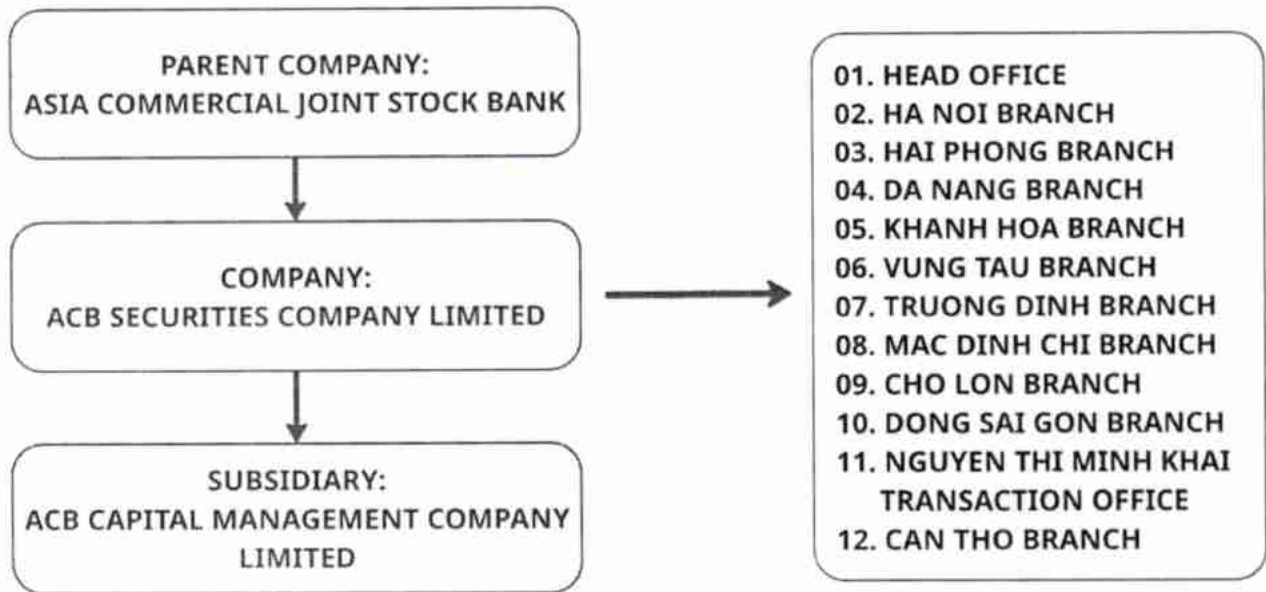 PARENT COMPANY:
ASIA COMMERCIAL JOINT STOCK BANK
COMPANY:
ACB SECURITIES COMPANY LIMITED
SUBSIDIARY:
ACB CAPITAL MANAGEMENT COMPANY
LIMITED
01. HEAD OFFICE
02. HA NOI BRANCH
03. HAI PHONG BRANCH
04. DA NANG BRANCH
05. KHANH HOA BRANCH
06. VUNG TAU BRANCH
07. TRUONG DINH BRANCH
08. MAC DINH CHI BRANCH
09. CHO LON BRANCH
10. DONG SAI GON BRANCH
11. NGUYEN THI MINH KHAI
TRANSACTION OFFICE
12. CAN THO BRANCH